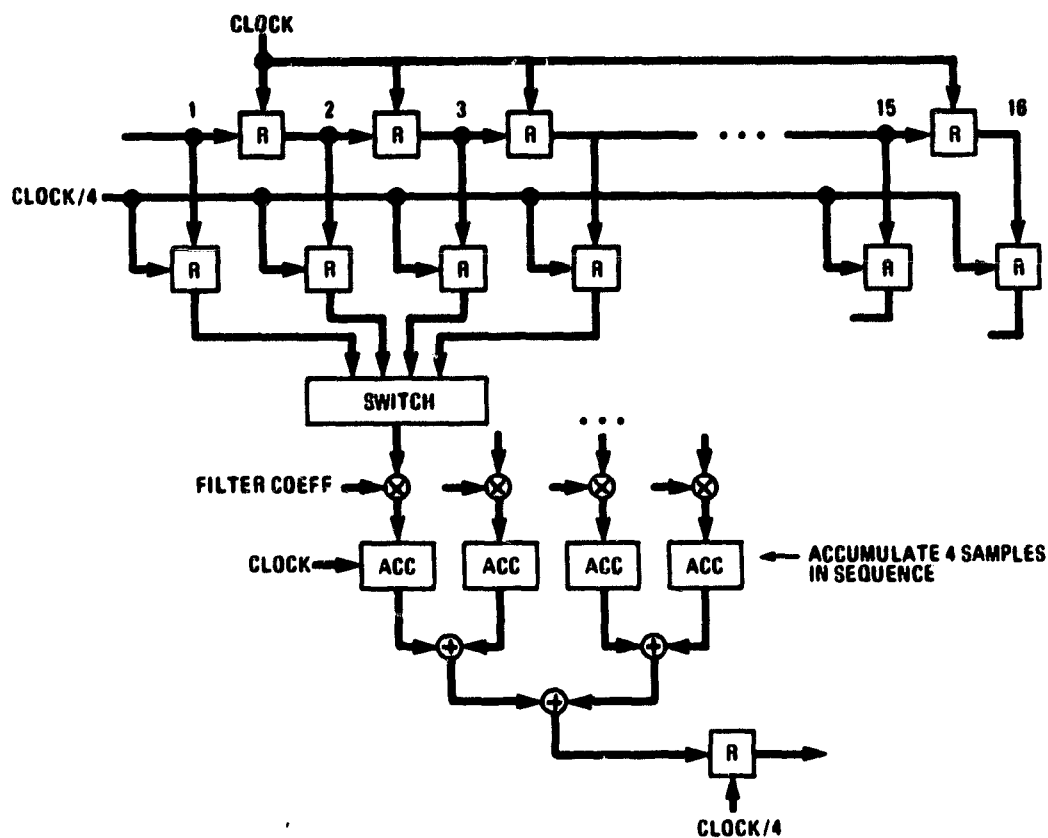 CLOCK
1 2 3 15 16
R R R R
CLOCK/4
R R R R R R
SWITCH
• • •
FILTER COEFF
CLOCK ACC ACC ACC ACC ACCUMULATE 4 SAMPLES
IN SEQUENCE
R
CLOCK/4